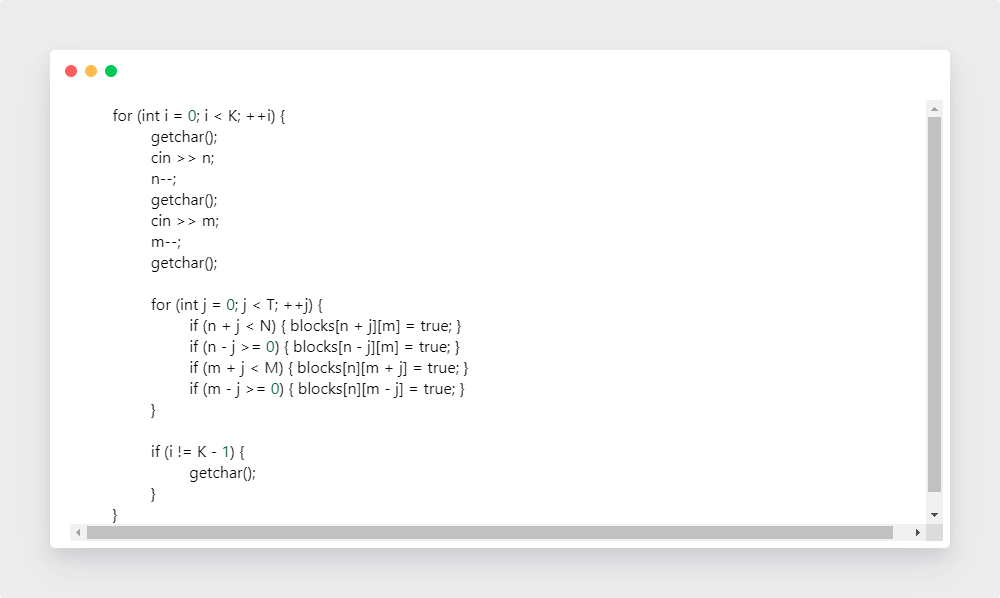 for (int i = 0; i < K; ++i) {
getchar();
cin >> n;
n--;
getchar();
cin >> m;
m--;
getchar();
for (int j = 0; j < T; ++j) {
if (n + j < N) { blocks[n + j][m] = true; }
if (n - j >= 0) { blocks[n - j][m] = true; }
if (m + j < M) { blocks[n][m + j] = true; }
if (m - j >= 0) { blocks[n][m - j] = true; }
}
if (i != K - 1) {
getchar();
}
}